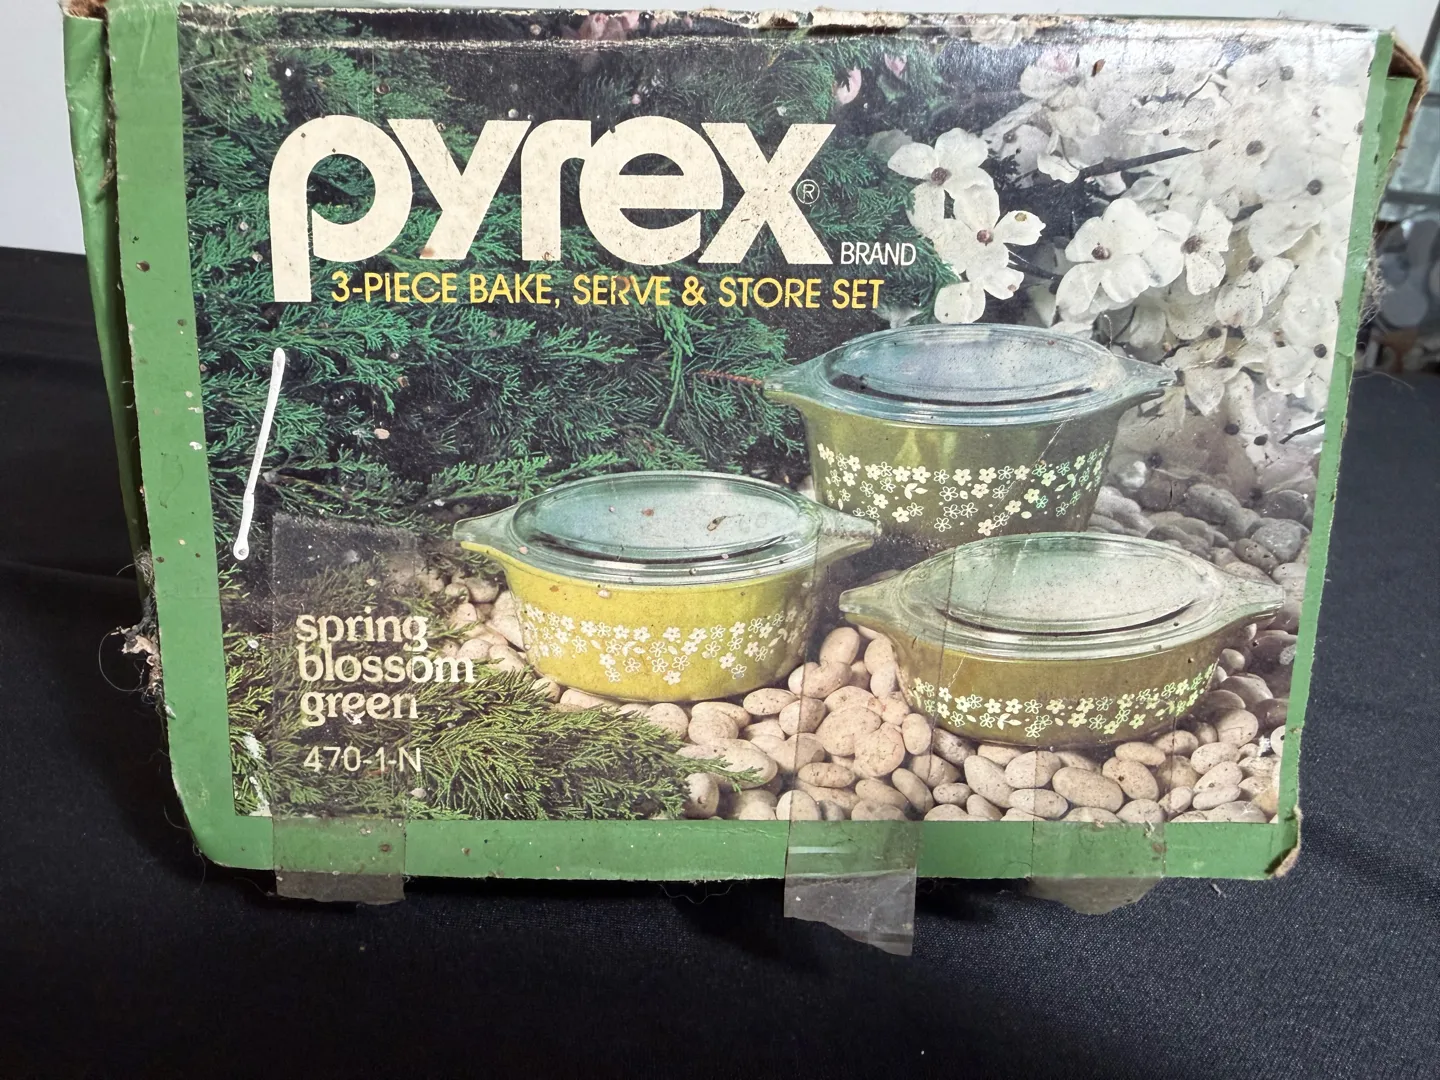 pyrex®
BRAND
3-PIECE BAKE, SERVE & STORE SET
spring
blossom
green
470-1-N